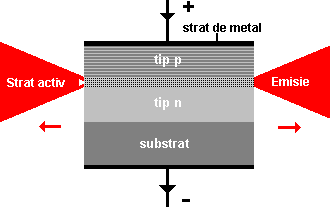 +
strat de metal
tip p
Strat activ
Emisie
tip n
substrat
-